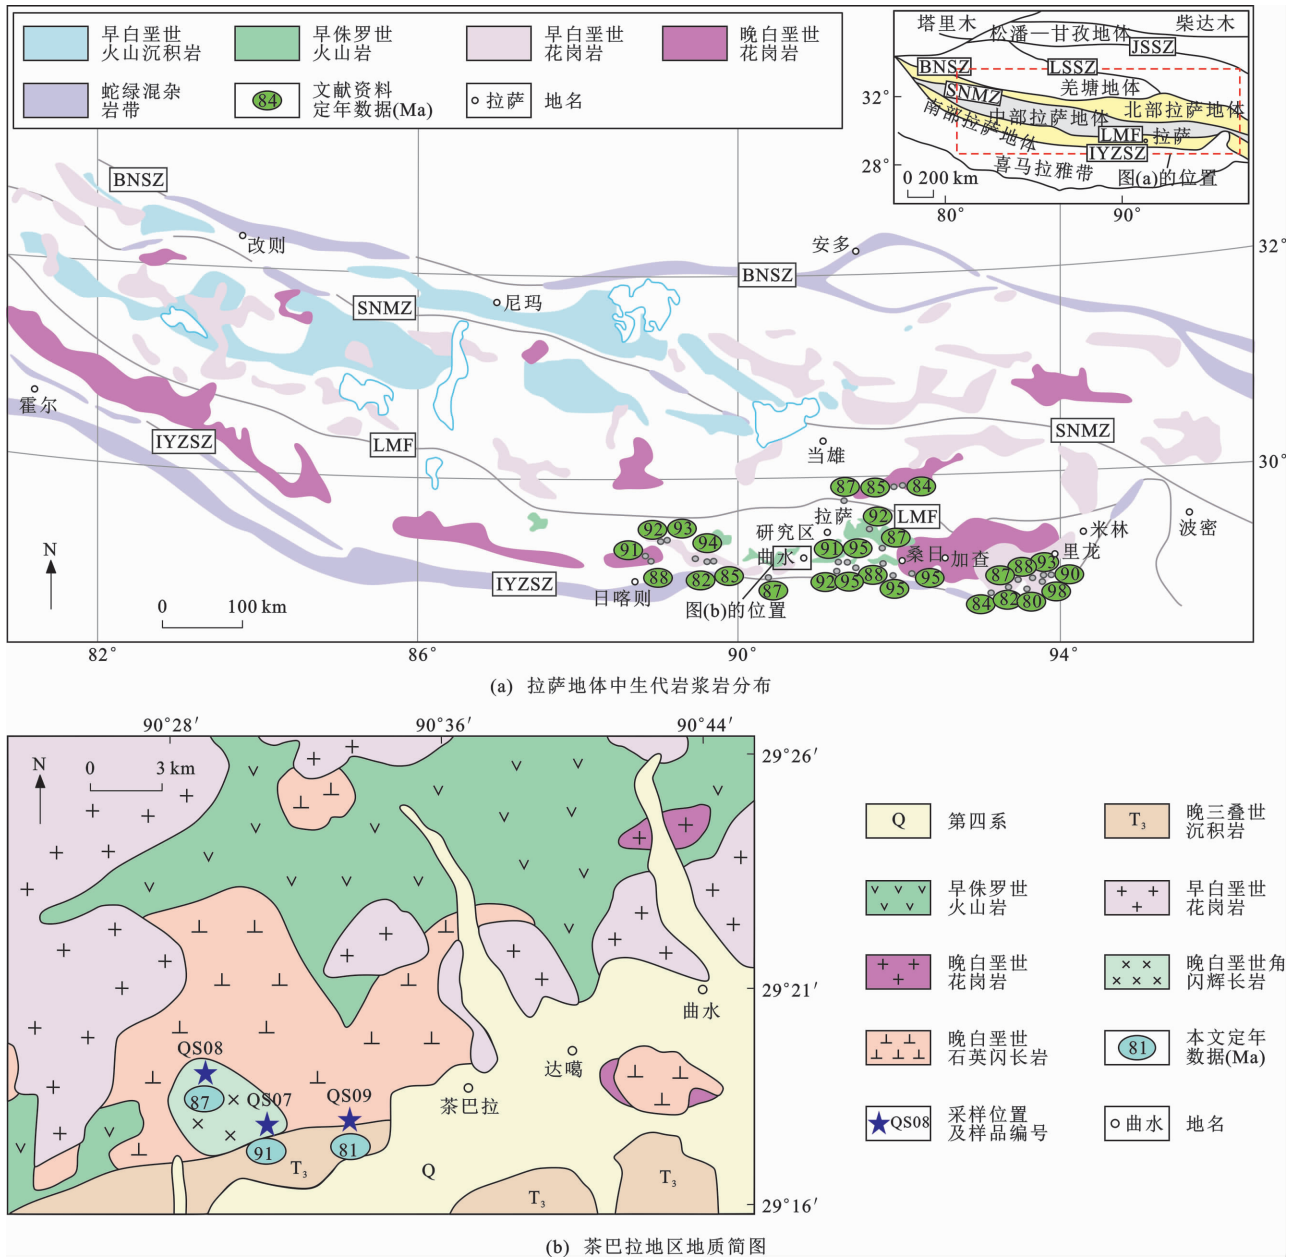 早白垩世
火山沉积岩
早侏罗世
火山岩
早白垩世
花岗岩
晚白垩世
花岗岩
蛇绿混杂
岩带
84
文献资料
定年数据(Ma)
拉萨
地名
塔里木
柴达木
松潘—甘孜地体
JSSZ
BNSZ
LSSZ
羌塘地体
SNMZ
北部拉萨地体
中部拉萨地体
南部拉萨地体
LMF
拉萨
IYZSZ
喜马拉雅带
图(a)的位置
32°
28°
0 200 km
80°
90°
BNSZ
改则
安多
32°
BNSZ
SNMZ
尼玛
霍尔
IYZSZ
LMF
SNMZ
30°
当雄
87
85
84
拉萨
92
LMF
米林
波密
研究区
87
92
93
94
91
曲水
91
95
桑日
加查
里龙
88
93
87
90
N
IYZSZ
88
82
85
日喀则
87
92
95
88
95
95
98
84
82
80
图(b)的位置
0 100 km
82°
86°
90°
94°
(a) 拉萨地体中生代岩浆岩分布
90°28′
90°36′
90°44′
N
0 3 km
29°26′
29°21′
曲水
达噶
茶巴拉
QS08
87
QS07
QS09
91
81
T3
Q
T3
T3
29°16′
Q
第四系
T3
晚三叠世
沉积岩
早侏罗世
火山岩
早白垩世
花岗岩
晚白垩世
花岗岩
晚白垩世角
闪辉长岩
晚白垩世
石英闪长岩
81
本文定年
数据(Ma)
QS08
采样位置
及样品编号
曲水
地名
(b) 茶巴拉地区地质简图